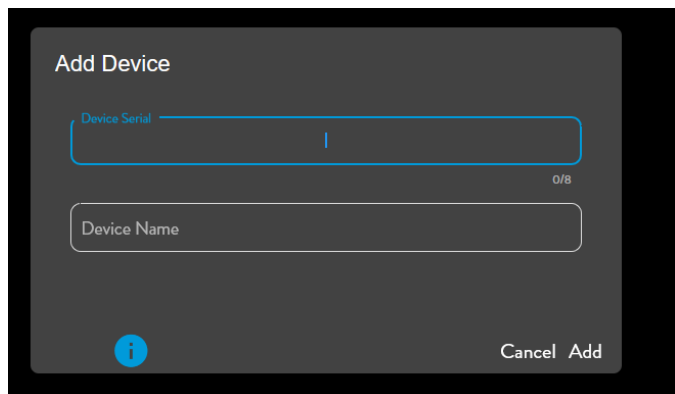 Add Device
Device Serial
0/8
Device Name
i
Cancel Add